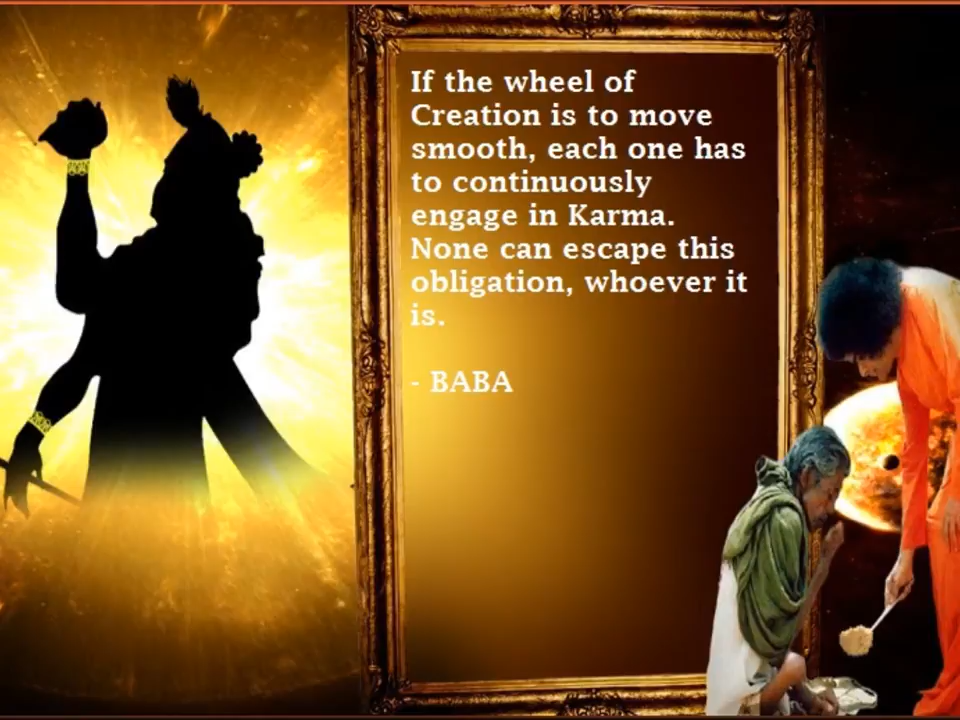 If the wheel of
Creation is to move
smooth, each one has
to continuously
engage in Karma.
None can escape this
obligation, whoever it
is.
- BABA